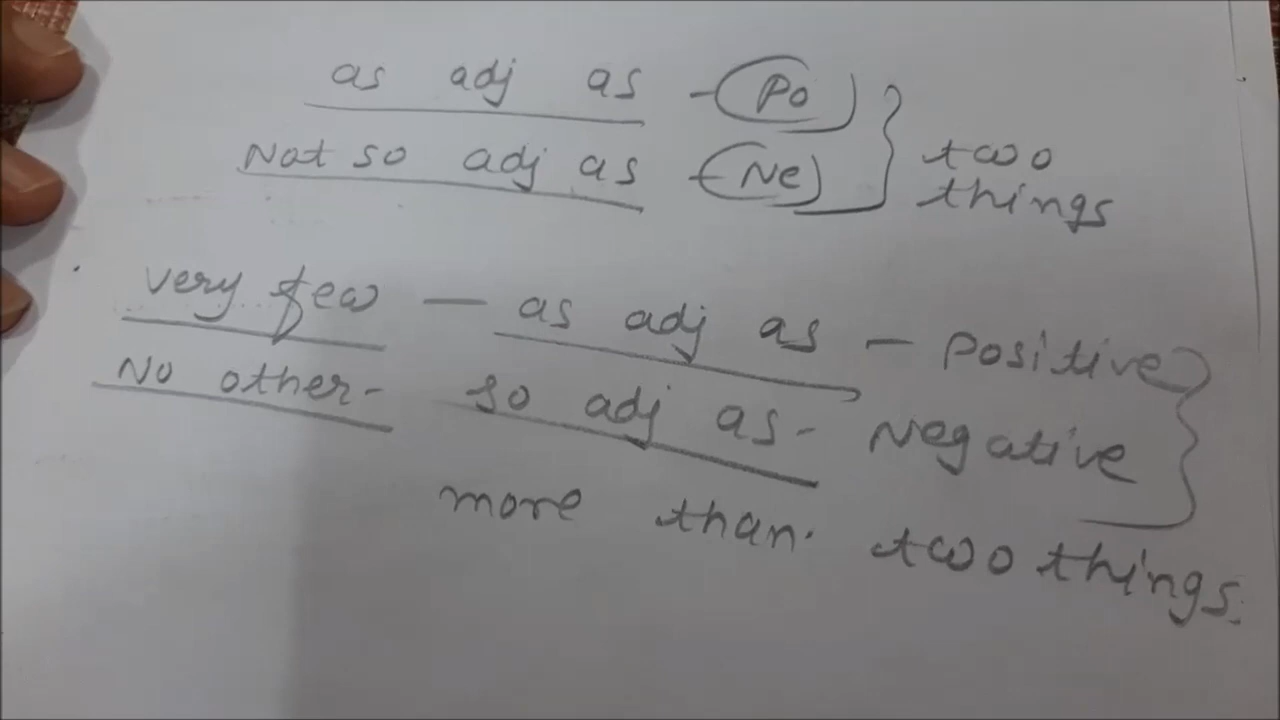 as adj as - Po
Not so adj as - Ne
two
things
very few — as adj as - Positive
No other - so adj as - Negative
more than two things.